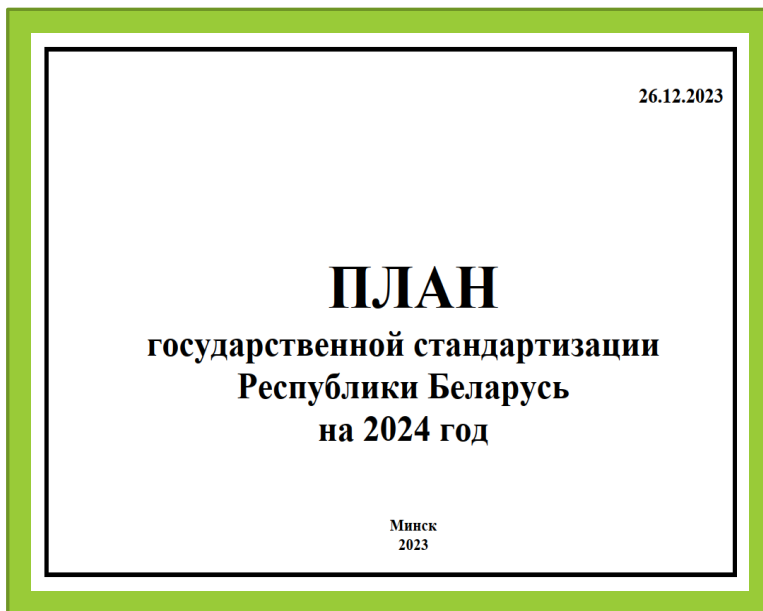 26.12.2023
ПЛАН
государственной стандартизации
Республики Беларусь
на 2024 год
Минск
2023